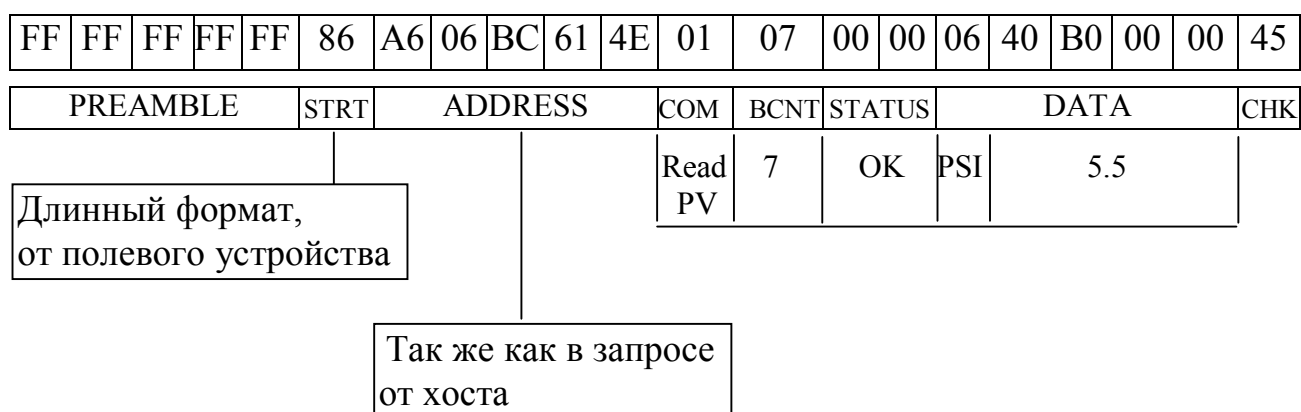 FF FF FF FF FF 86 A6 06 BC 61 4E 01 07 00 00 06 40 B0 00 00 45
PREAMBLE STRT ADDRESS COM BCNT STATUS DATA CHK
Read 7 OK PSI 5.5
PV
Длинный формат,
от полевого устройства
Так же как в запросе
от хоста